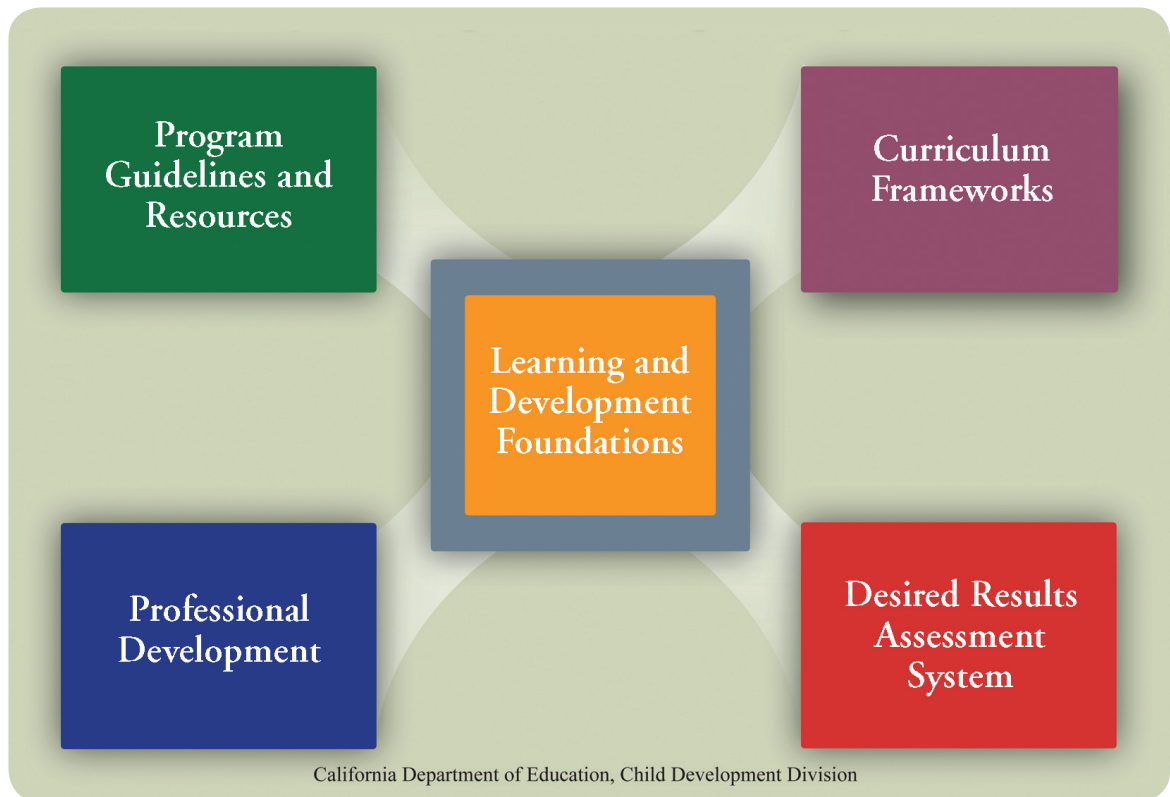 Program
Guidelines and
Resources
Curriculum
Frameworks
Learning and
Development
Foundations
Professional
Development
Desired Results
Assessment
System
California Department of Education, Child Development Division